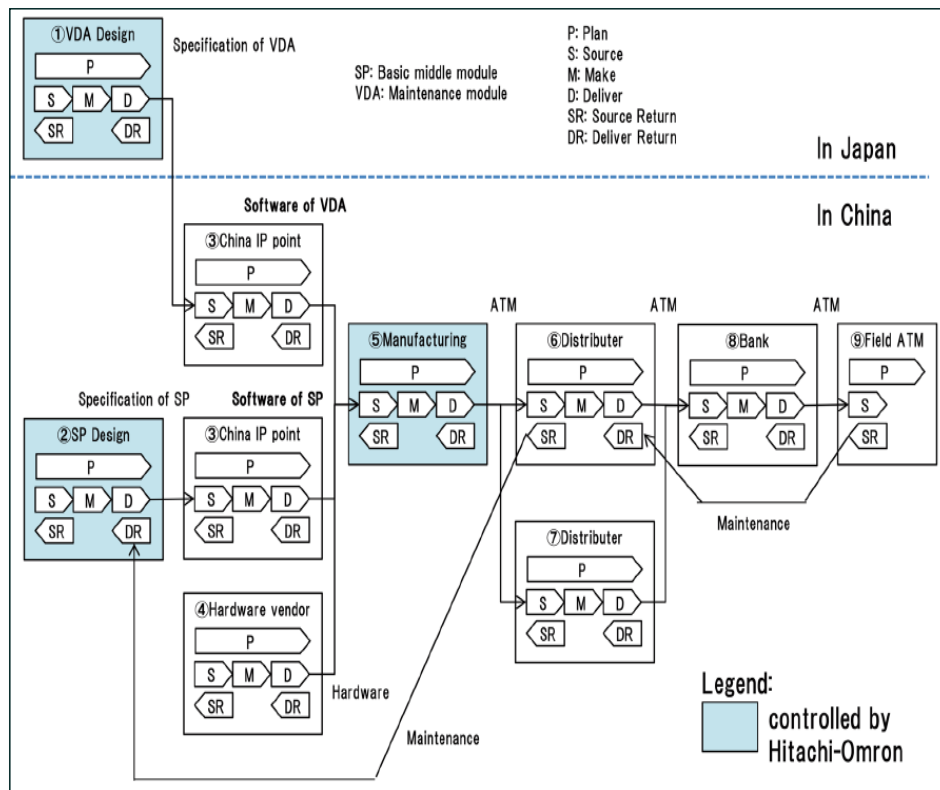 ①VDA Design
P
S M D
SR DR
Specification of VDA
SP: Basic middle module
VDA: Maintenance module
P: Plan
S: Source
M: Make
D: Deliver
SR: Source Return
DR: Deliver Return
In Japan
In China
Software of VDA
③China IP point
P
S M D
SR DR
ATM
ATM
ATM
⑤Manufacturing
P
S M D
SR DR
⑥Distributer
P
S M D
SR DR
⑧Bank
P
S M D
SR DR
⑨Field ATM
P
S
SR
Specification of SP
②SP Design
P
S M D
SR DR
Software of SP
③China IP point
P
S M D
SR DR
Maintenance
⑦Distributer
P
S M D
SR DR
④Hardware vendor
P
S M D
SR DR
Hardware
Maintenance
Legend:
controlled by
Hitachi-Omron